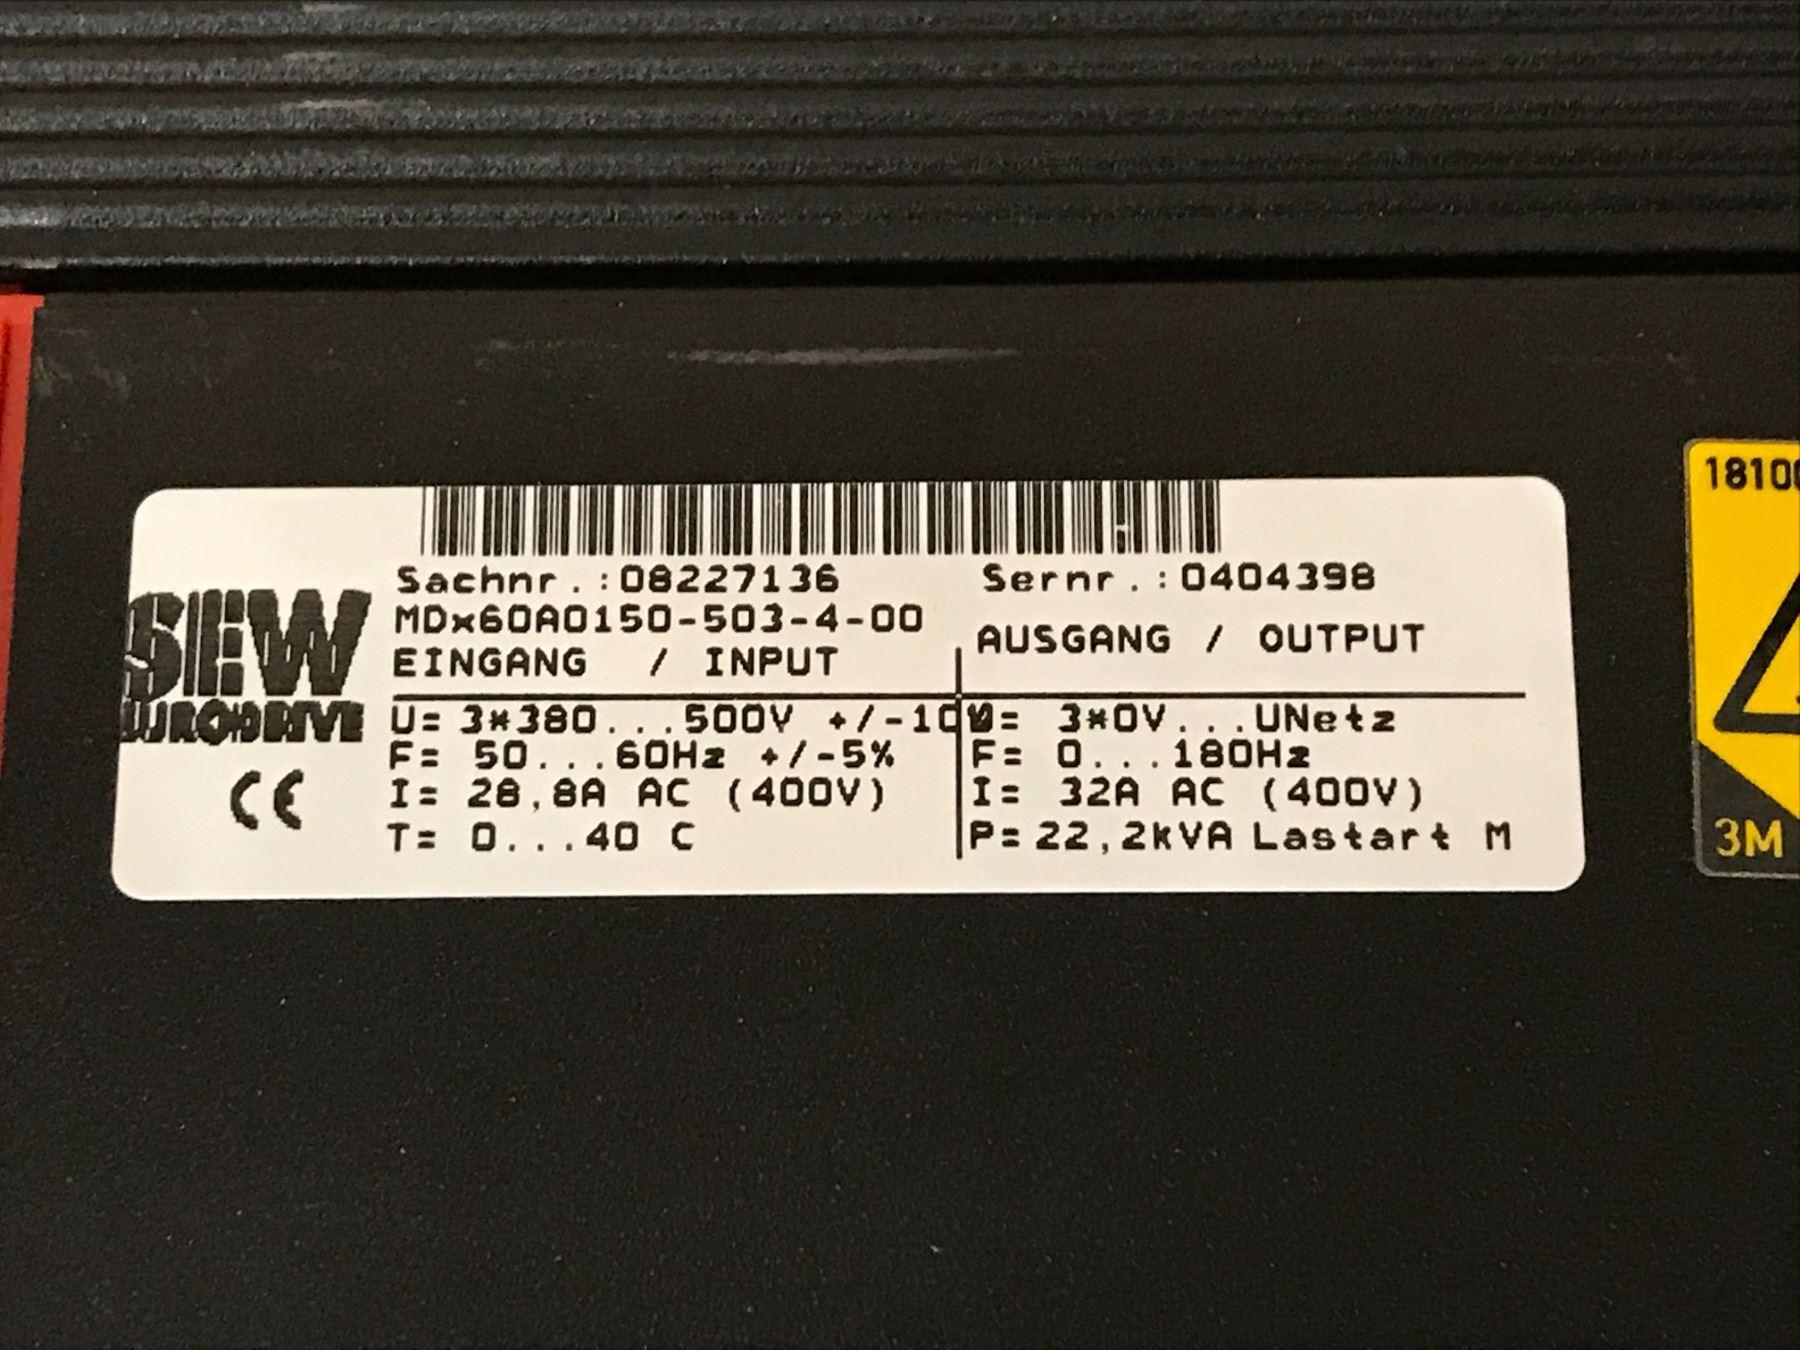 Sachnr.:08227136 Sernr.:0404398
MDx60A0150-503-4-00
EINGANG / INPUT
AUSGANG / OUTPUT
U= 3*380...500V +/-10
U= 3*0V...UNetz
F= 50...60Hz +/-5%
F= 0...180Hz
I= 28,8A AC (400V)
I= 32A AC (400V)
T= 0...40 C
P=22,2kVA Lastart M
SEW
EURODRIVE
CE
1810
3M